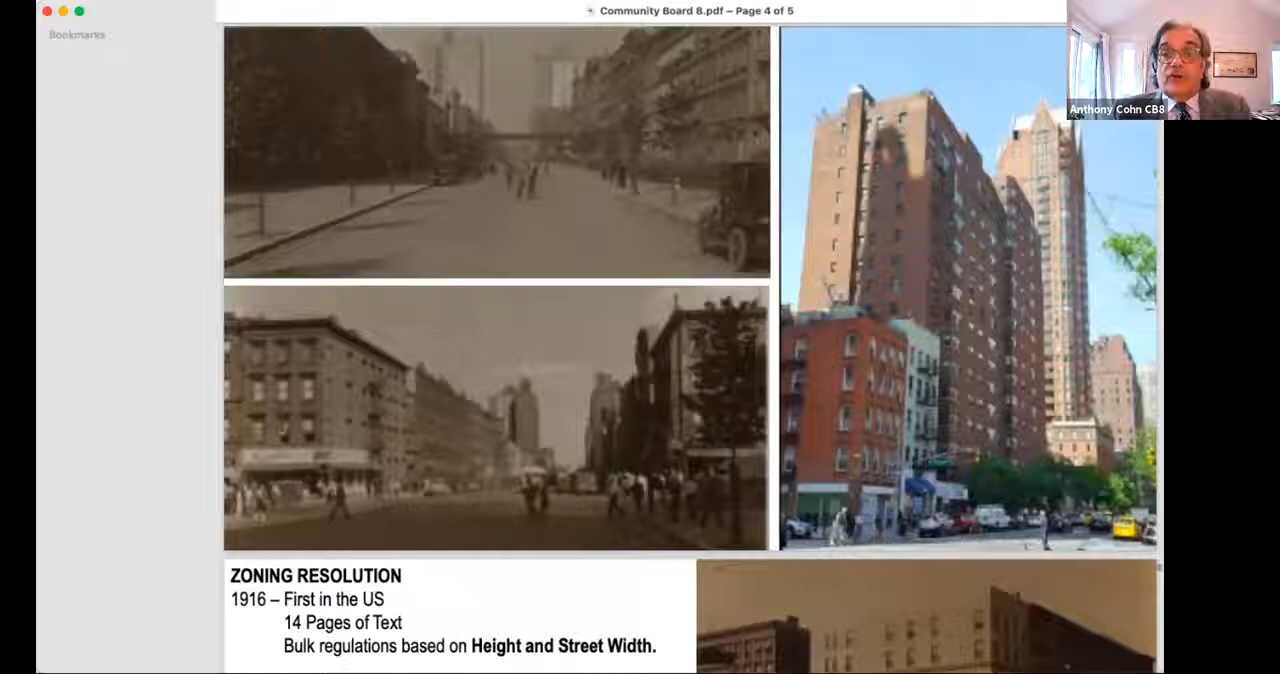 Community Board 8.pdf – Page 4 of 5
Bookmarks
Anthony Cohn CB8
ZONING RESOLUTION
1916 – First in the US
14 Pages of Text
Bulk regulations based on Height and Street Width.